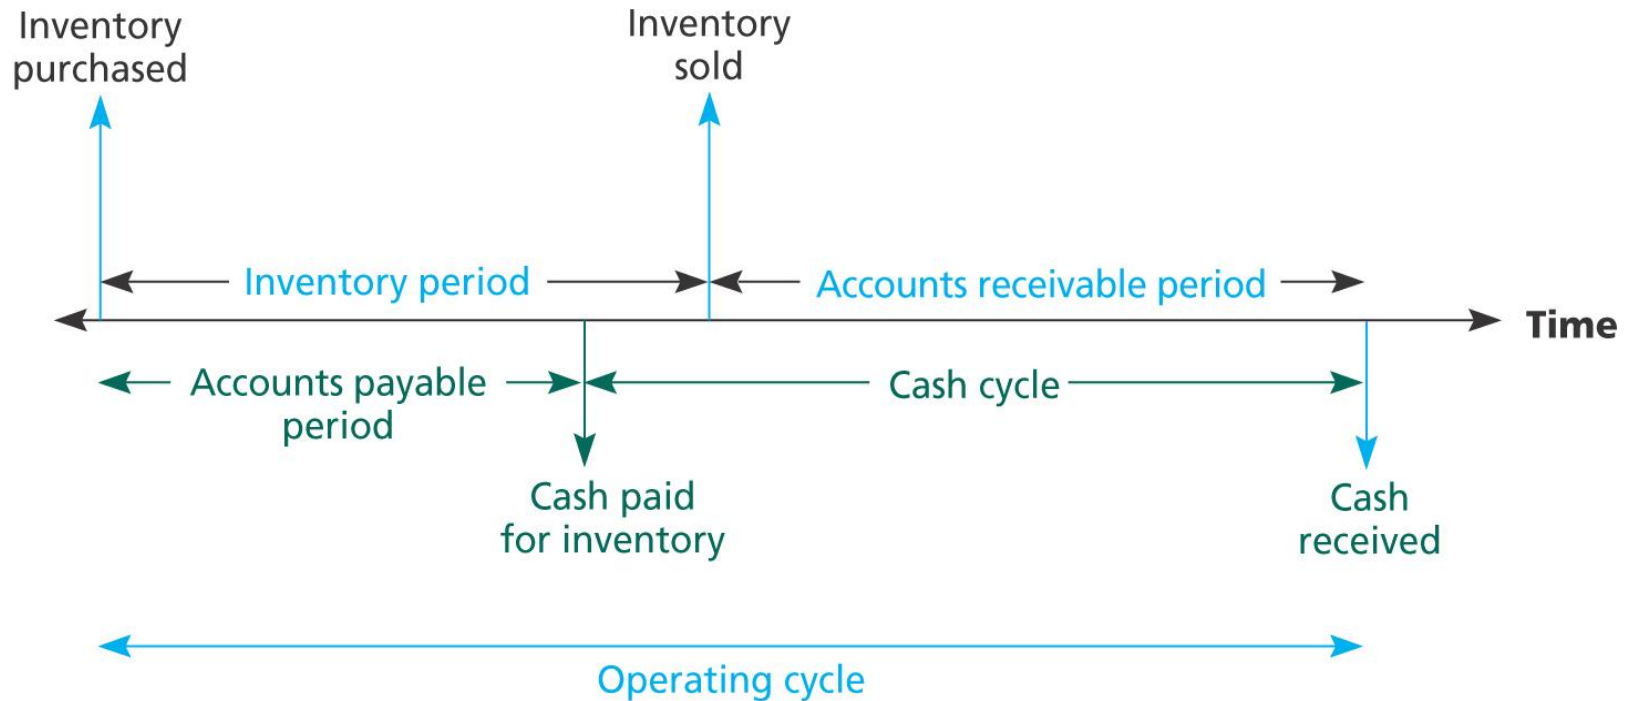 Inventory
purchased
Inventory
sold
Inventory period
Accounts receivable period
Time
Accounts payable
period
Cash cycle
Cash paid
for inventory
Cash
received
Operating cycle